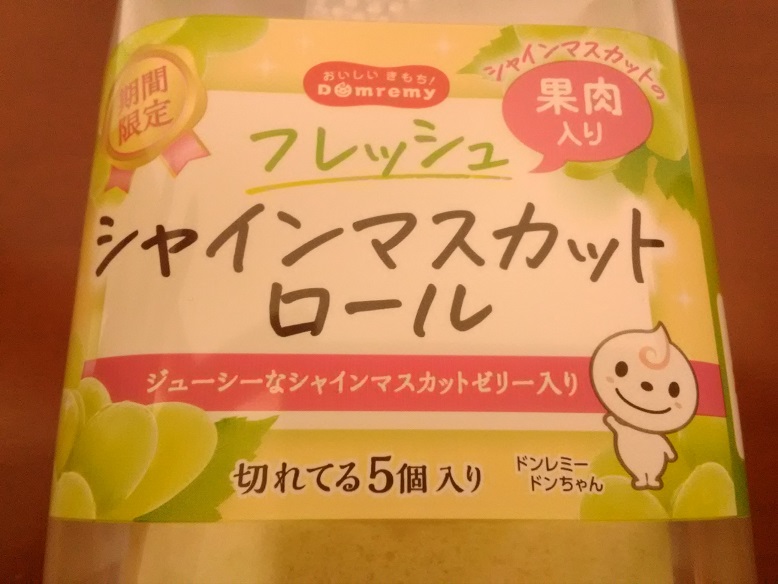 期間
限定
おいしい きもち!
Domremy
シャインマスカットの
果肉
入り
フレッシュ
シャインマスカット
ロール
ジューシーなシャインマスカットゼリー入り
切れてる5個入り
ドンレミー
ドンちゃん